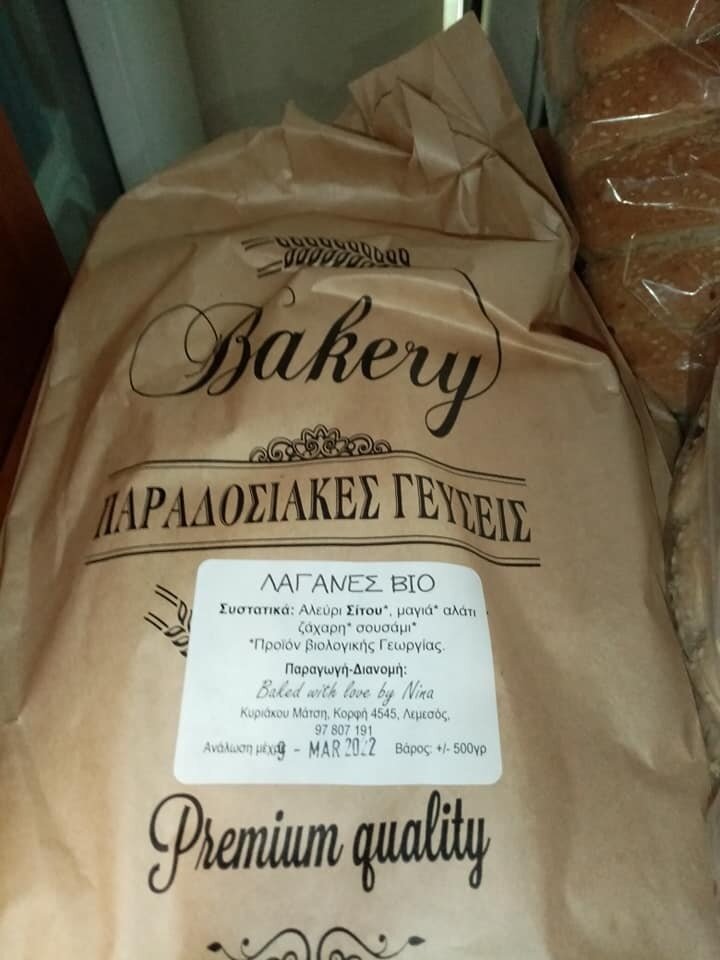 Bakery
ΠΑΡΑΔΟΣΙΑΚΕΣ ΓΕΥΣΕΙΣ
ΛΑΓΑΝΕΣ ΒΙΟ
Συστατικά: Αλεύρι Σίτου*, μαγιά* αλάτι
ζάχαρη* σουσάμι*
*Προϊόν βιολογικής Γεωργίας.
Παραγωγή-Διανομή:
Baked with love by Nina
Κυριάκου Μάτση, Κορφή 4545, Λεμεσός,
97 807 191
Ανάλωση μέχρι 9 - MAR 2022 Βάρος: +/- 500γρ
Premium quality